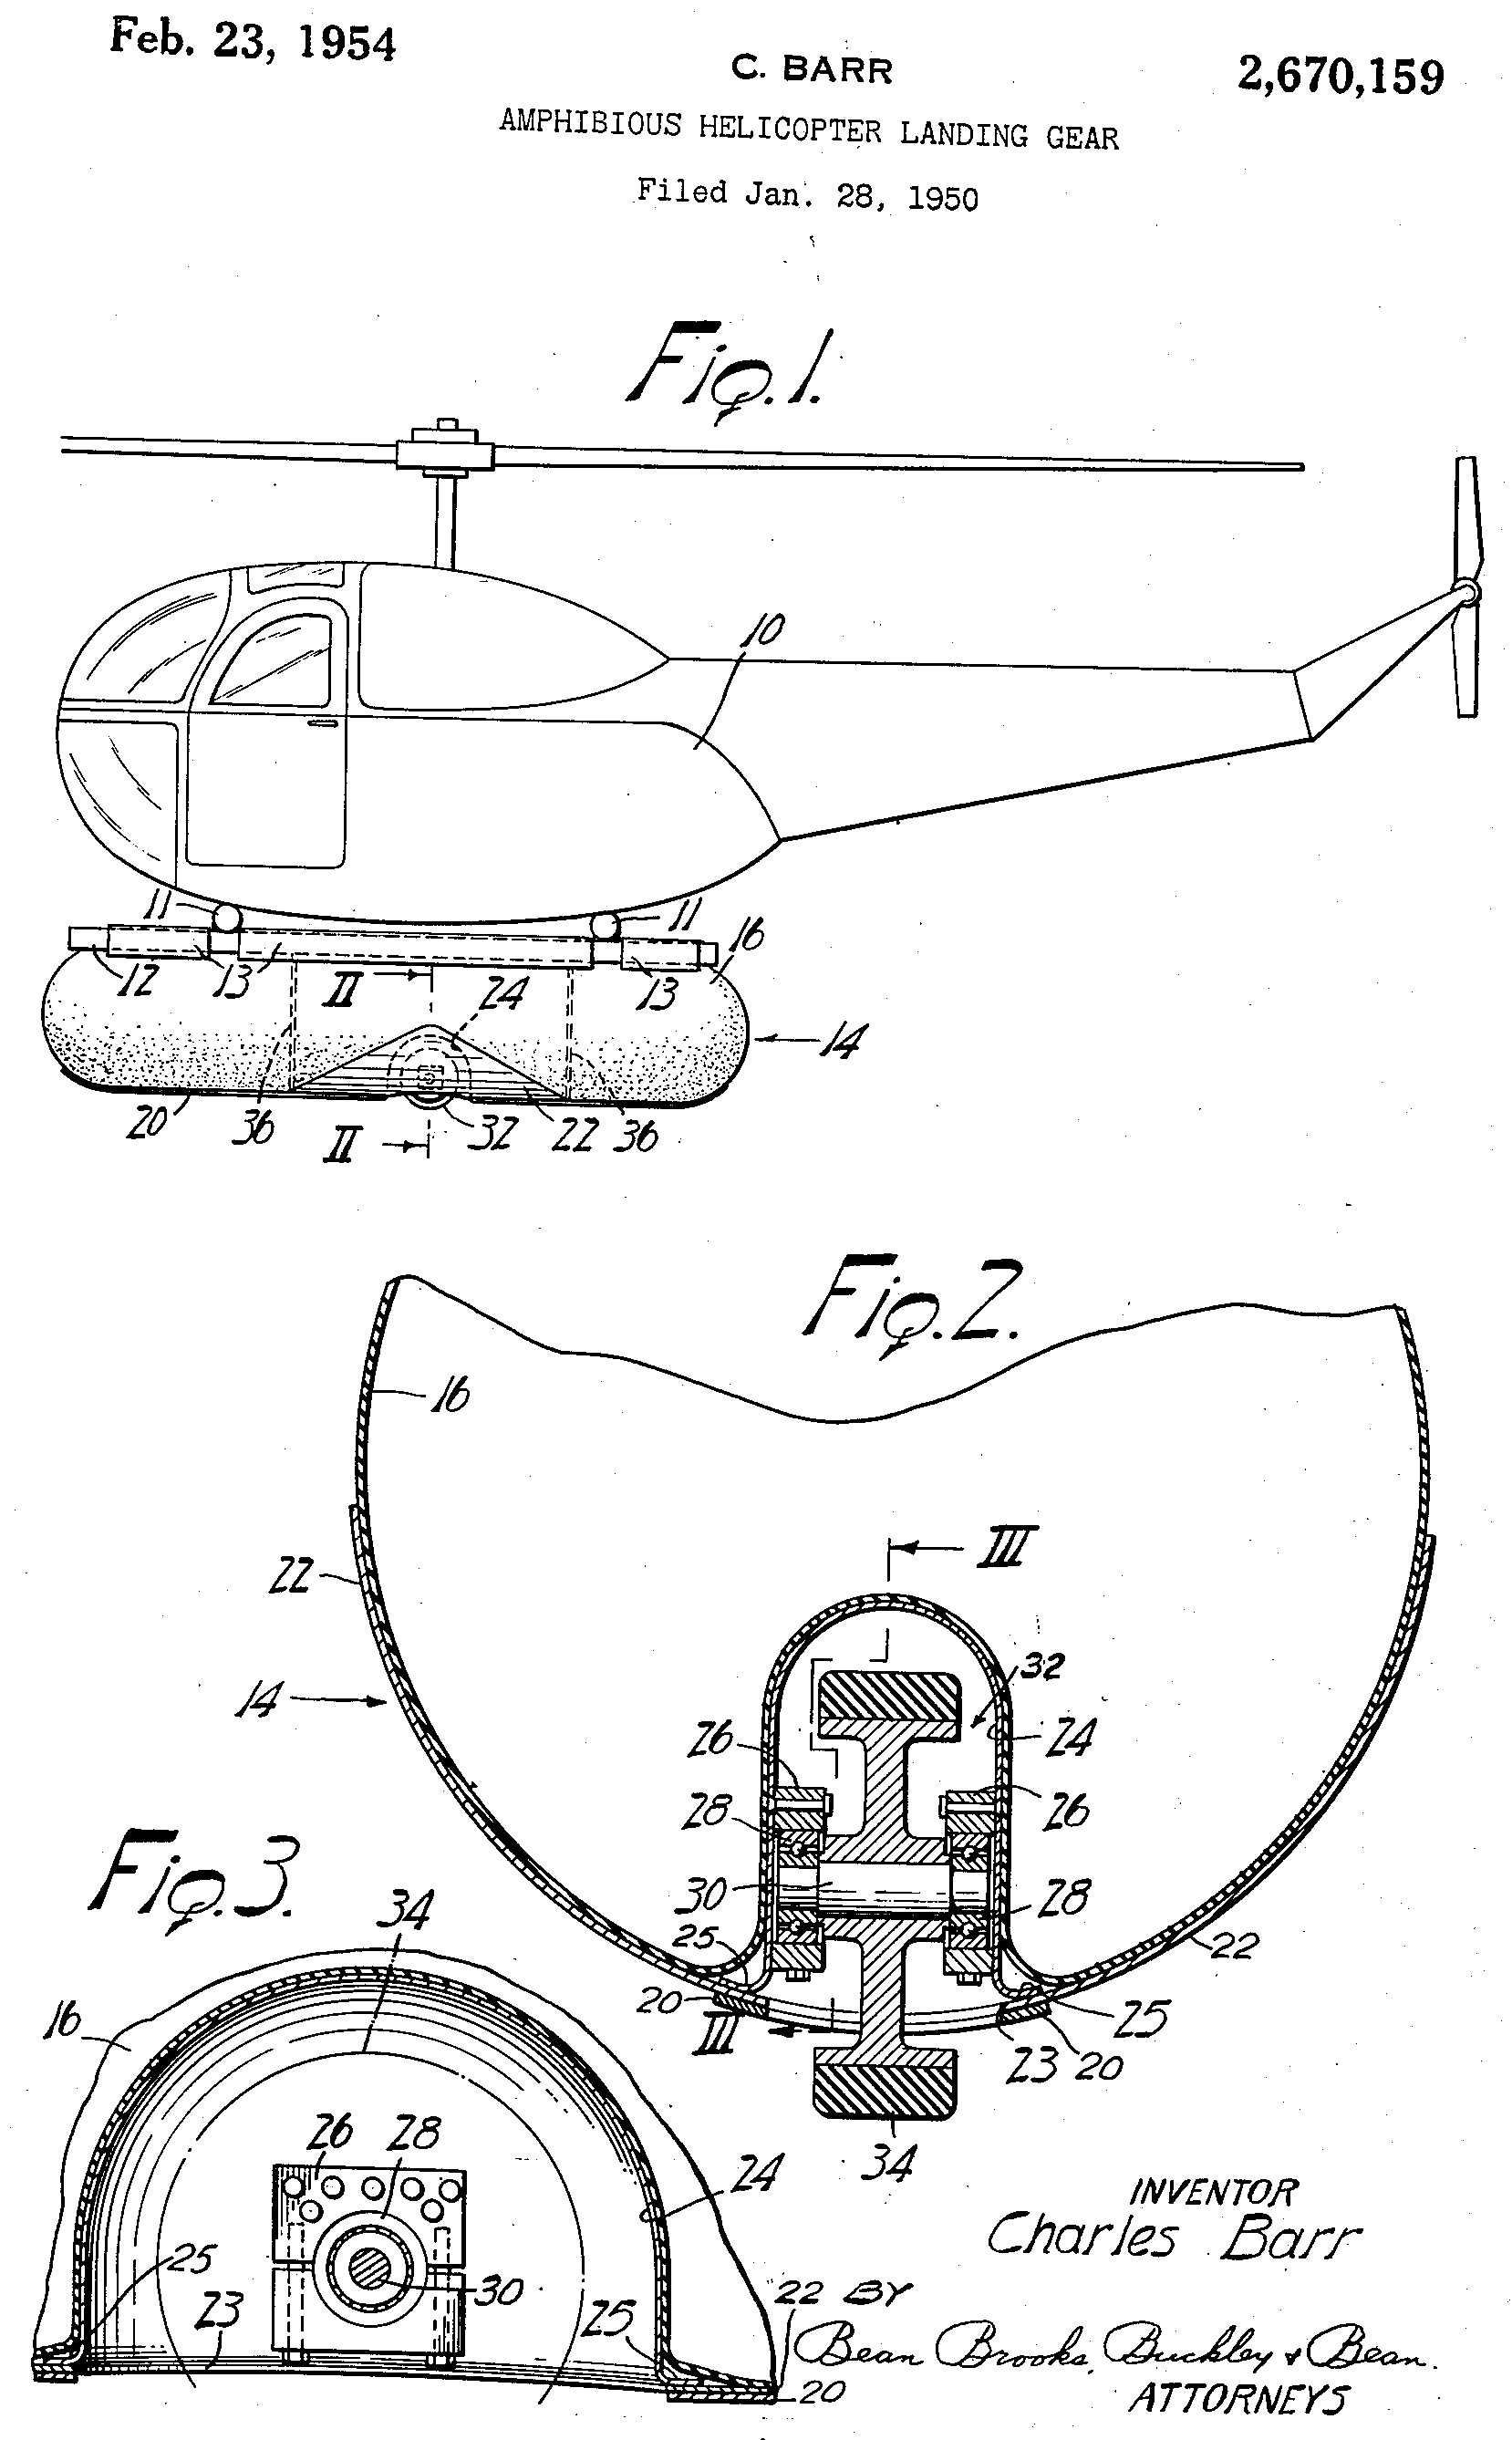 Feb. 23, 1954
C. BARR
2,670,159
AMPHIBIOUS HELICOPTER LANDING GEAR
Filed Jan. 28, 1950
Fig. 1.
10
11
11
16
12
13
II
24
13
14
20
36
II
32
22
36
Fig. 2.
16
III
22
32
14
26
24
28
26
30
28
25
22
20
25
III
23
20
34
Fig. 3.
34
16
26
28
24
25
30
23
25
22
20
INVENTOR
Charles Barr
BY
Bean Brooks, Buckley & Bean.
ATTORNEYS